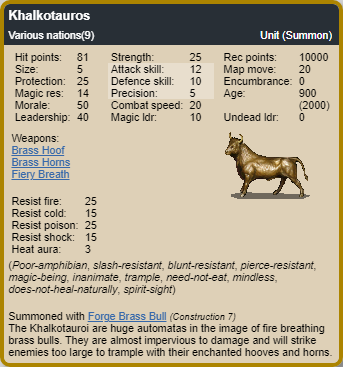 Khalkotauros
Various nations(9) Unit (Summon)
Hit points: 81 Strength: 25 Rec points: 10000
Size: 5 Attack skill: 12 Map move: 20
Protection: 25 Defence skill: 10 Encumbrance: 0
Magic res: 14 Precision: 5 Age: 900
Morale: 50 Combat speed: 20 (2000)
Leadership: 40 Magic ldr: 10 Undead ldr: 0
Weapons:
Brass Hoof
Brass Horns
Fiery Breath
Resist fire: 25
Resist cold: 15
Resist poison: 25
Resist shock: 15
Heat aura: 3
(Poor-amphibian, slash-resistant, blunt-resistant, pierce-resistant,
magic-being, inanimate, trample, need-not-eat, mindless,
does-not-heal-naturally, spirit-sight)
Summoned with Forge Brass Bull (Construction 7)
The Khalkotauroi are huge automatas in the image of fire breathing
brass bulls. They are almost impervious to damage and will strike
enemies too large to trample with their enchanted hooves and horns.